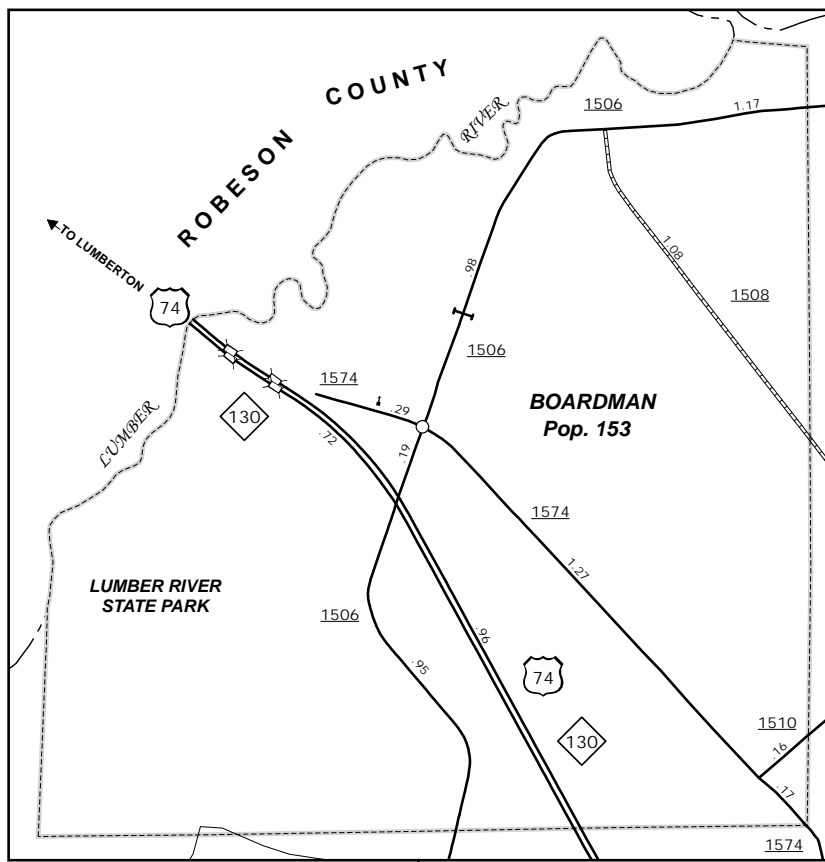 1506
1.17
ROBESON COUNTY
RIVER
TO LUMBERTON
74
.98
1.08
1508
1506
1574
.29
130
.72
.19
BOARDMAN
Pop. 153
LUMBER
1574
1.27
LUMBER RIVER
STATE PARK
1506
.96
.95
74
130
1510
.16
.17
1574